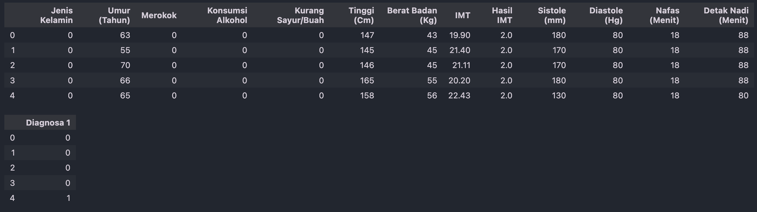 Jenis Kelamin Umur (Tahun) Merokok Konsumsi Alkohol Kurang Sayur/Buah Tinggi (Cm) Berat Badan (Kg) IMT Hasil IMT Sistole (mm) Diastole (Hg) Nafas (Menit) Detak Nadi (Menit)
0 0 63 0 0 0 147 43 19.90 2.0 180 80 18 88
1 0 55 0 0 0 145 45 21.40 2.0 170 80 18 88
2 0 70 0 0 0 146 45 21.11 2.0 170 80 18 88
3 0 66 0 0 0 165 55 20.20 2.0 180 80 18 88
4 0 65 0 0 0 158 56 22.43 2.0 130 80 18 80
Diagnosa 1
0 0
1 0
2 0
3 0
4 1